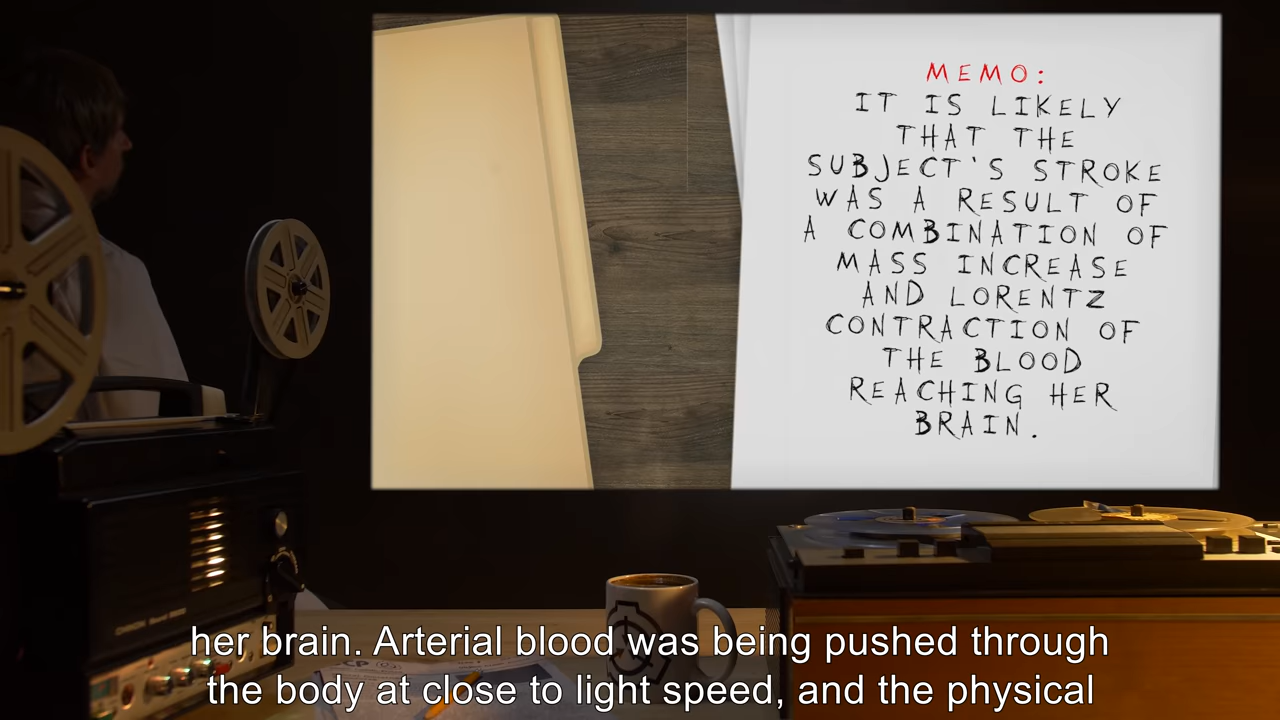 MEMO:
IT IS LIKELY
THAT THE
SUBJECT'S STROKE
WAS A RESULT OF
A COMBINATION OF
MASS INCREASE
AND LORENTZ
CONTRACTION OF
THE BLOOD
REACHING HER
BRAIN.
her brain. Arterial blood was being pushed through
the body at close to light speed, and the physical